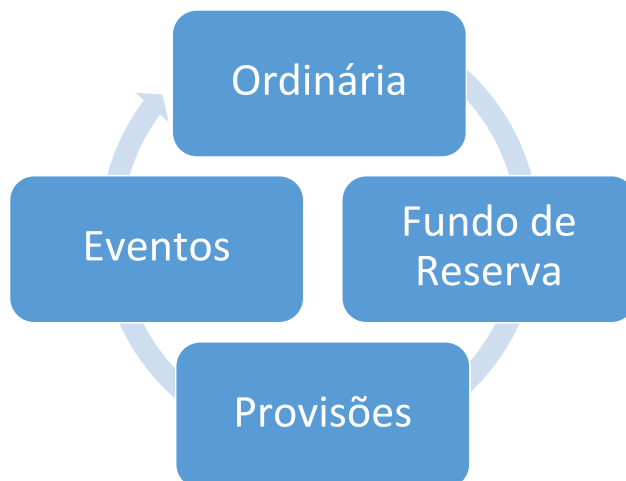 Ordinária
Fundo de
Reserva
Provisões
Eventos